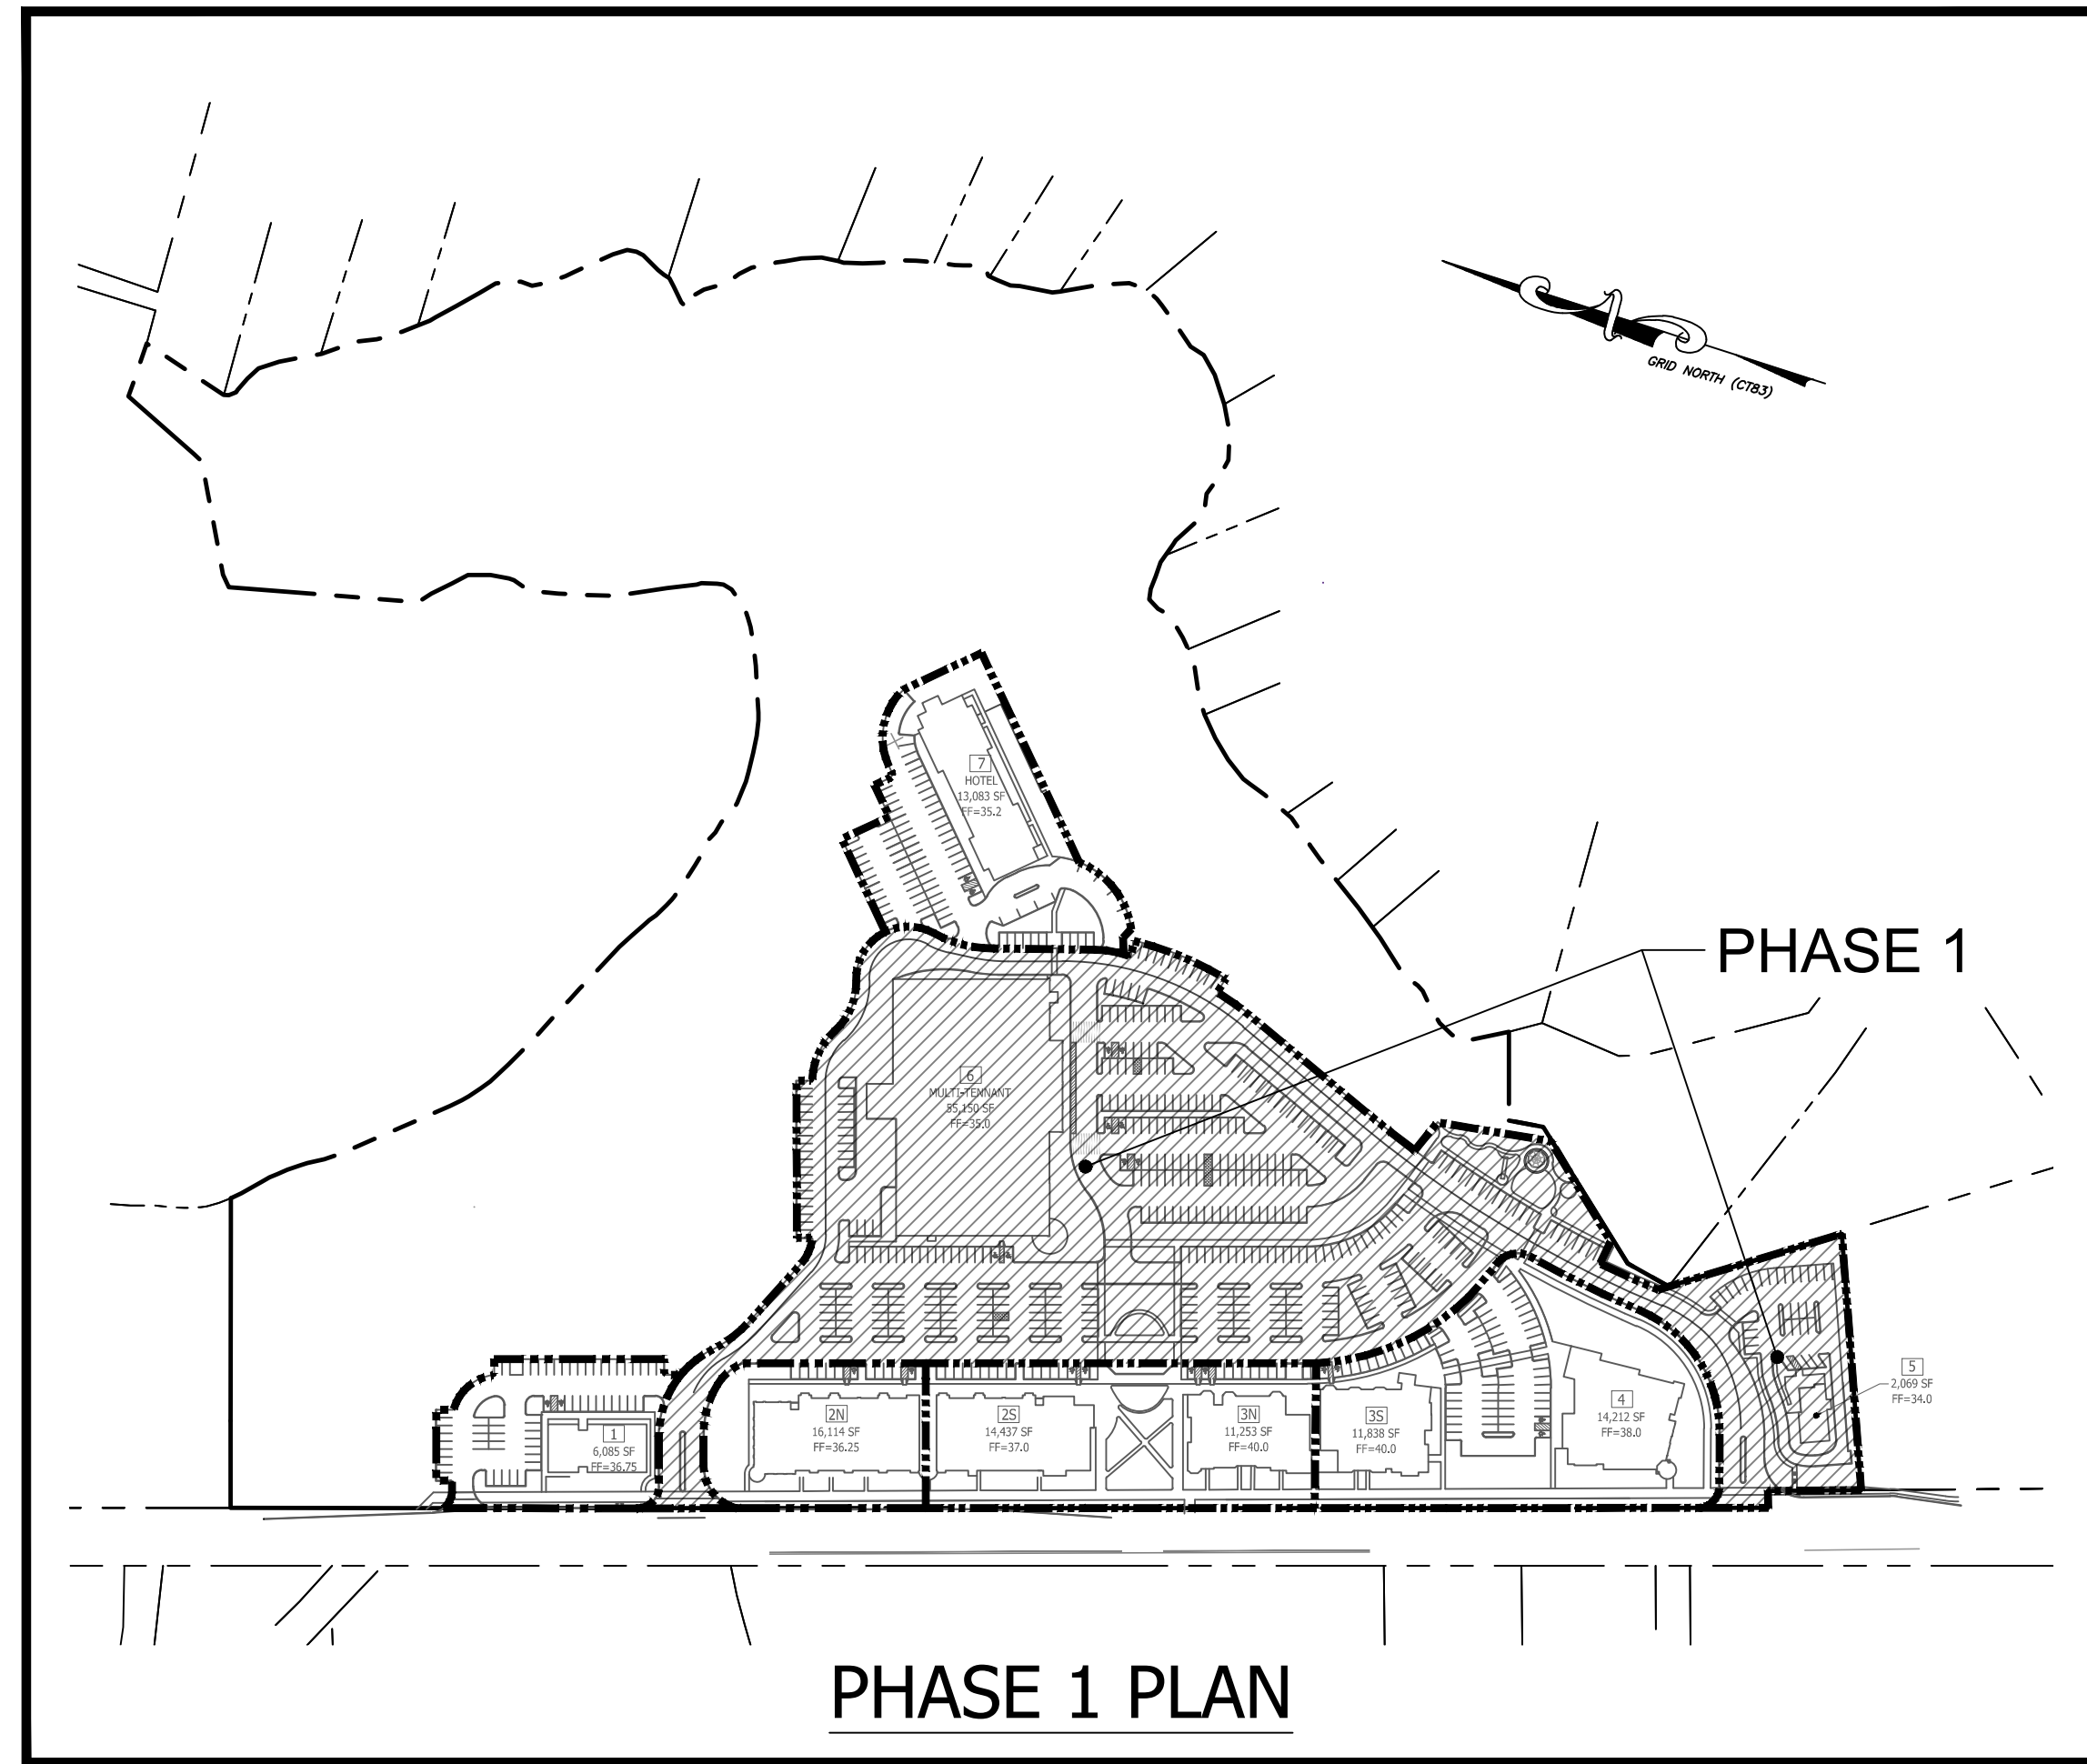 GRID NORTH (CT83)
7
HOTEL
13,083 SF
FF=35.2
PHASE 1
6
MULTI-TENNANT
55,150 SF
FF=35.0
5
2,069 SF
FF=34.0
4
14,212 SF
FF=38.0
2N
16,114 SF
FF=36.25
2S
14,437 SF
FF=37.0
3N
11,253 SF
FF=40.0
3S
11,838 SF
FF=40.0
1
6,085 SF
FF=36.75
PHASE 1 PLAN